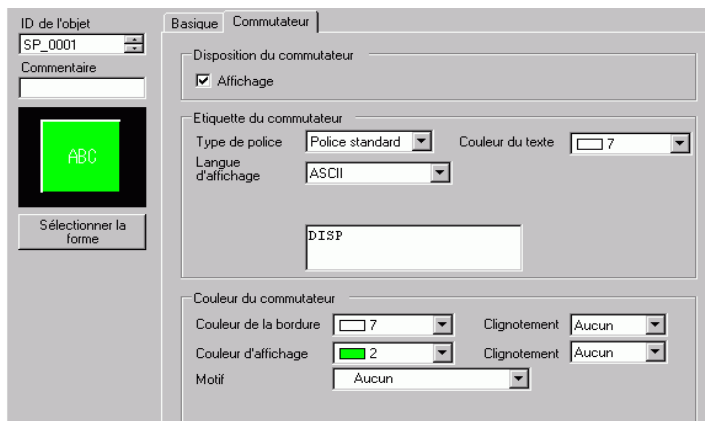 ID de l'objet
SP_0001
Commentaire
ABC
Sélectionner la
forme
Basique Commutateur
Disposition du commutateur
Affichage
Etiquette du commutateur
Type de police Police standard Couleur du texte 7
Langue
d'affichage ASCII
DISP
Couleur du commutateur
Couleur de la bordure 7 Clignotement Aucun
Couleur d'affichage 2 Clignotement Aucun
Motif Aucun